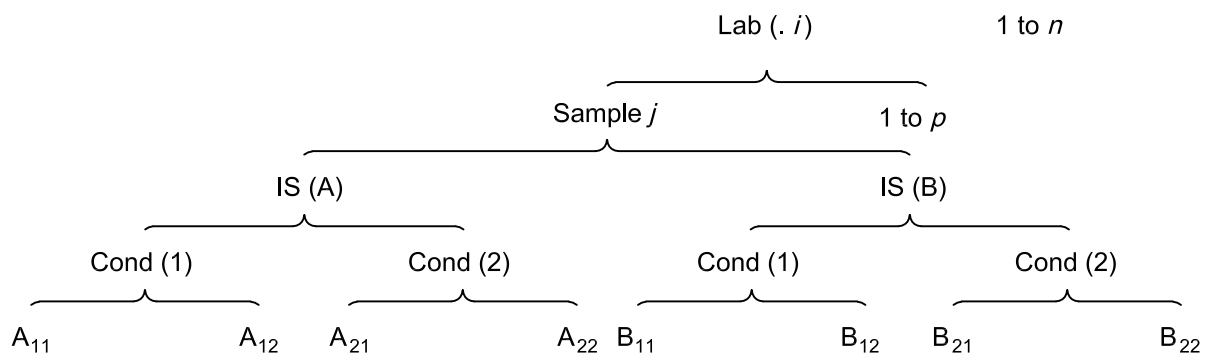 Lab (. i) 1 to n
Sample j 1 to p
IS (A) IS (B)
Cond (1) Cond (2) Cond (1) Cond (2)
A₁₁ A₁₂ A₂₁ A₂₂ B₁₁ B₁₂ B₂₁ B₂₂